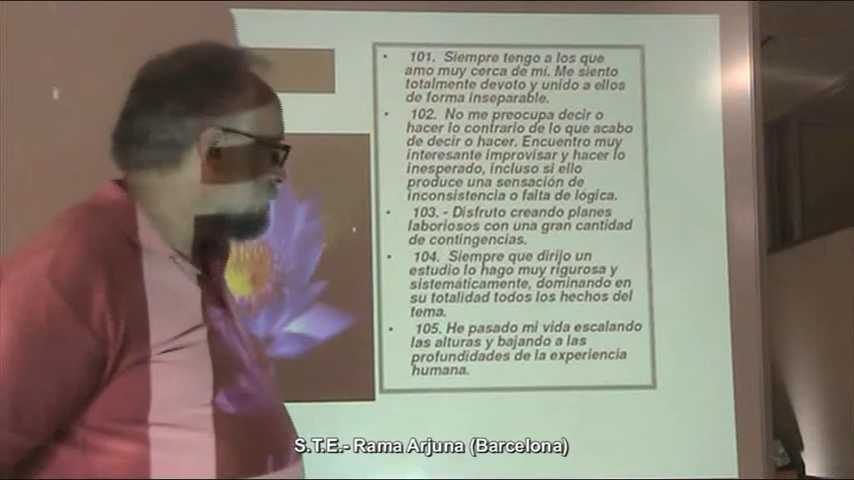 • 101. Siempre tengo a los que
amo muy cerca de mí. Me siento
totalmente devoto y unido a ellos
de forma inseparable.
• 102. No me preocupa decir o
hacer lo contrario de lo que acabo
de decir o hacer. Encuentro muy
interesante improvisar y hacer lo
inesperado, incluso si ello
produce una sensación de
inconsistencia o falta de lógica.
• 103. - Disfruto creando planes
laboriosos con una gran cantidad
de contingencias.
• 104. Siempre que dirijo un
estudio lo hago muy rigurosa y
sistemáticamente, dominando en
su totalidad todos los hechos del
tema.
• 105. He pasado mi vida escalando
las alturas y bajando a las
profundidades de la experiencia
humana.
S.T.E.- Rama Arjuna (Barcelona)